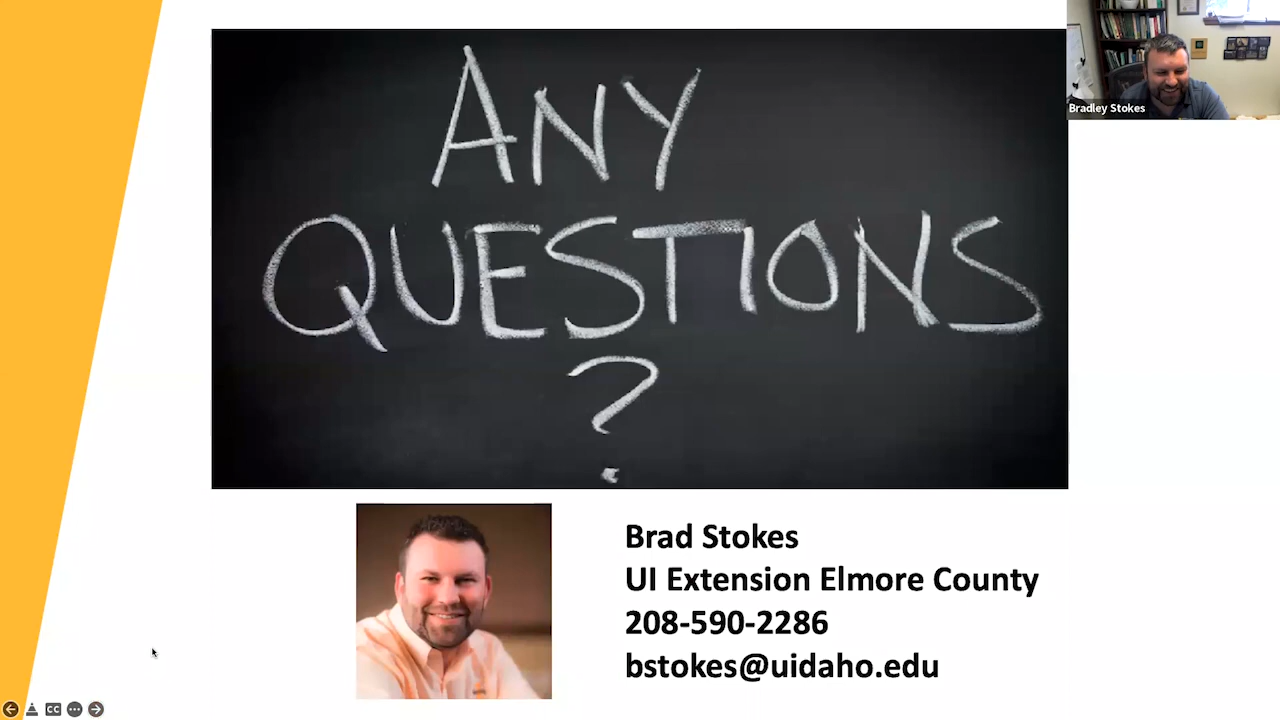 ANY
QUESTIONS
?
Bradley Stokes
Brad Stokes
UI Extension Elmore County
208-590-2286
bstokes@uidaho.edu
CC